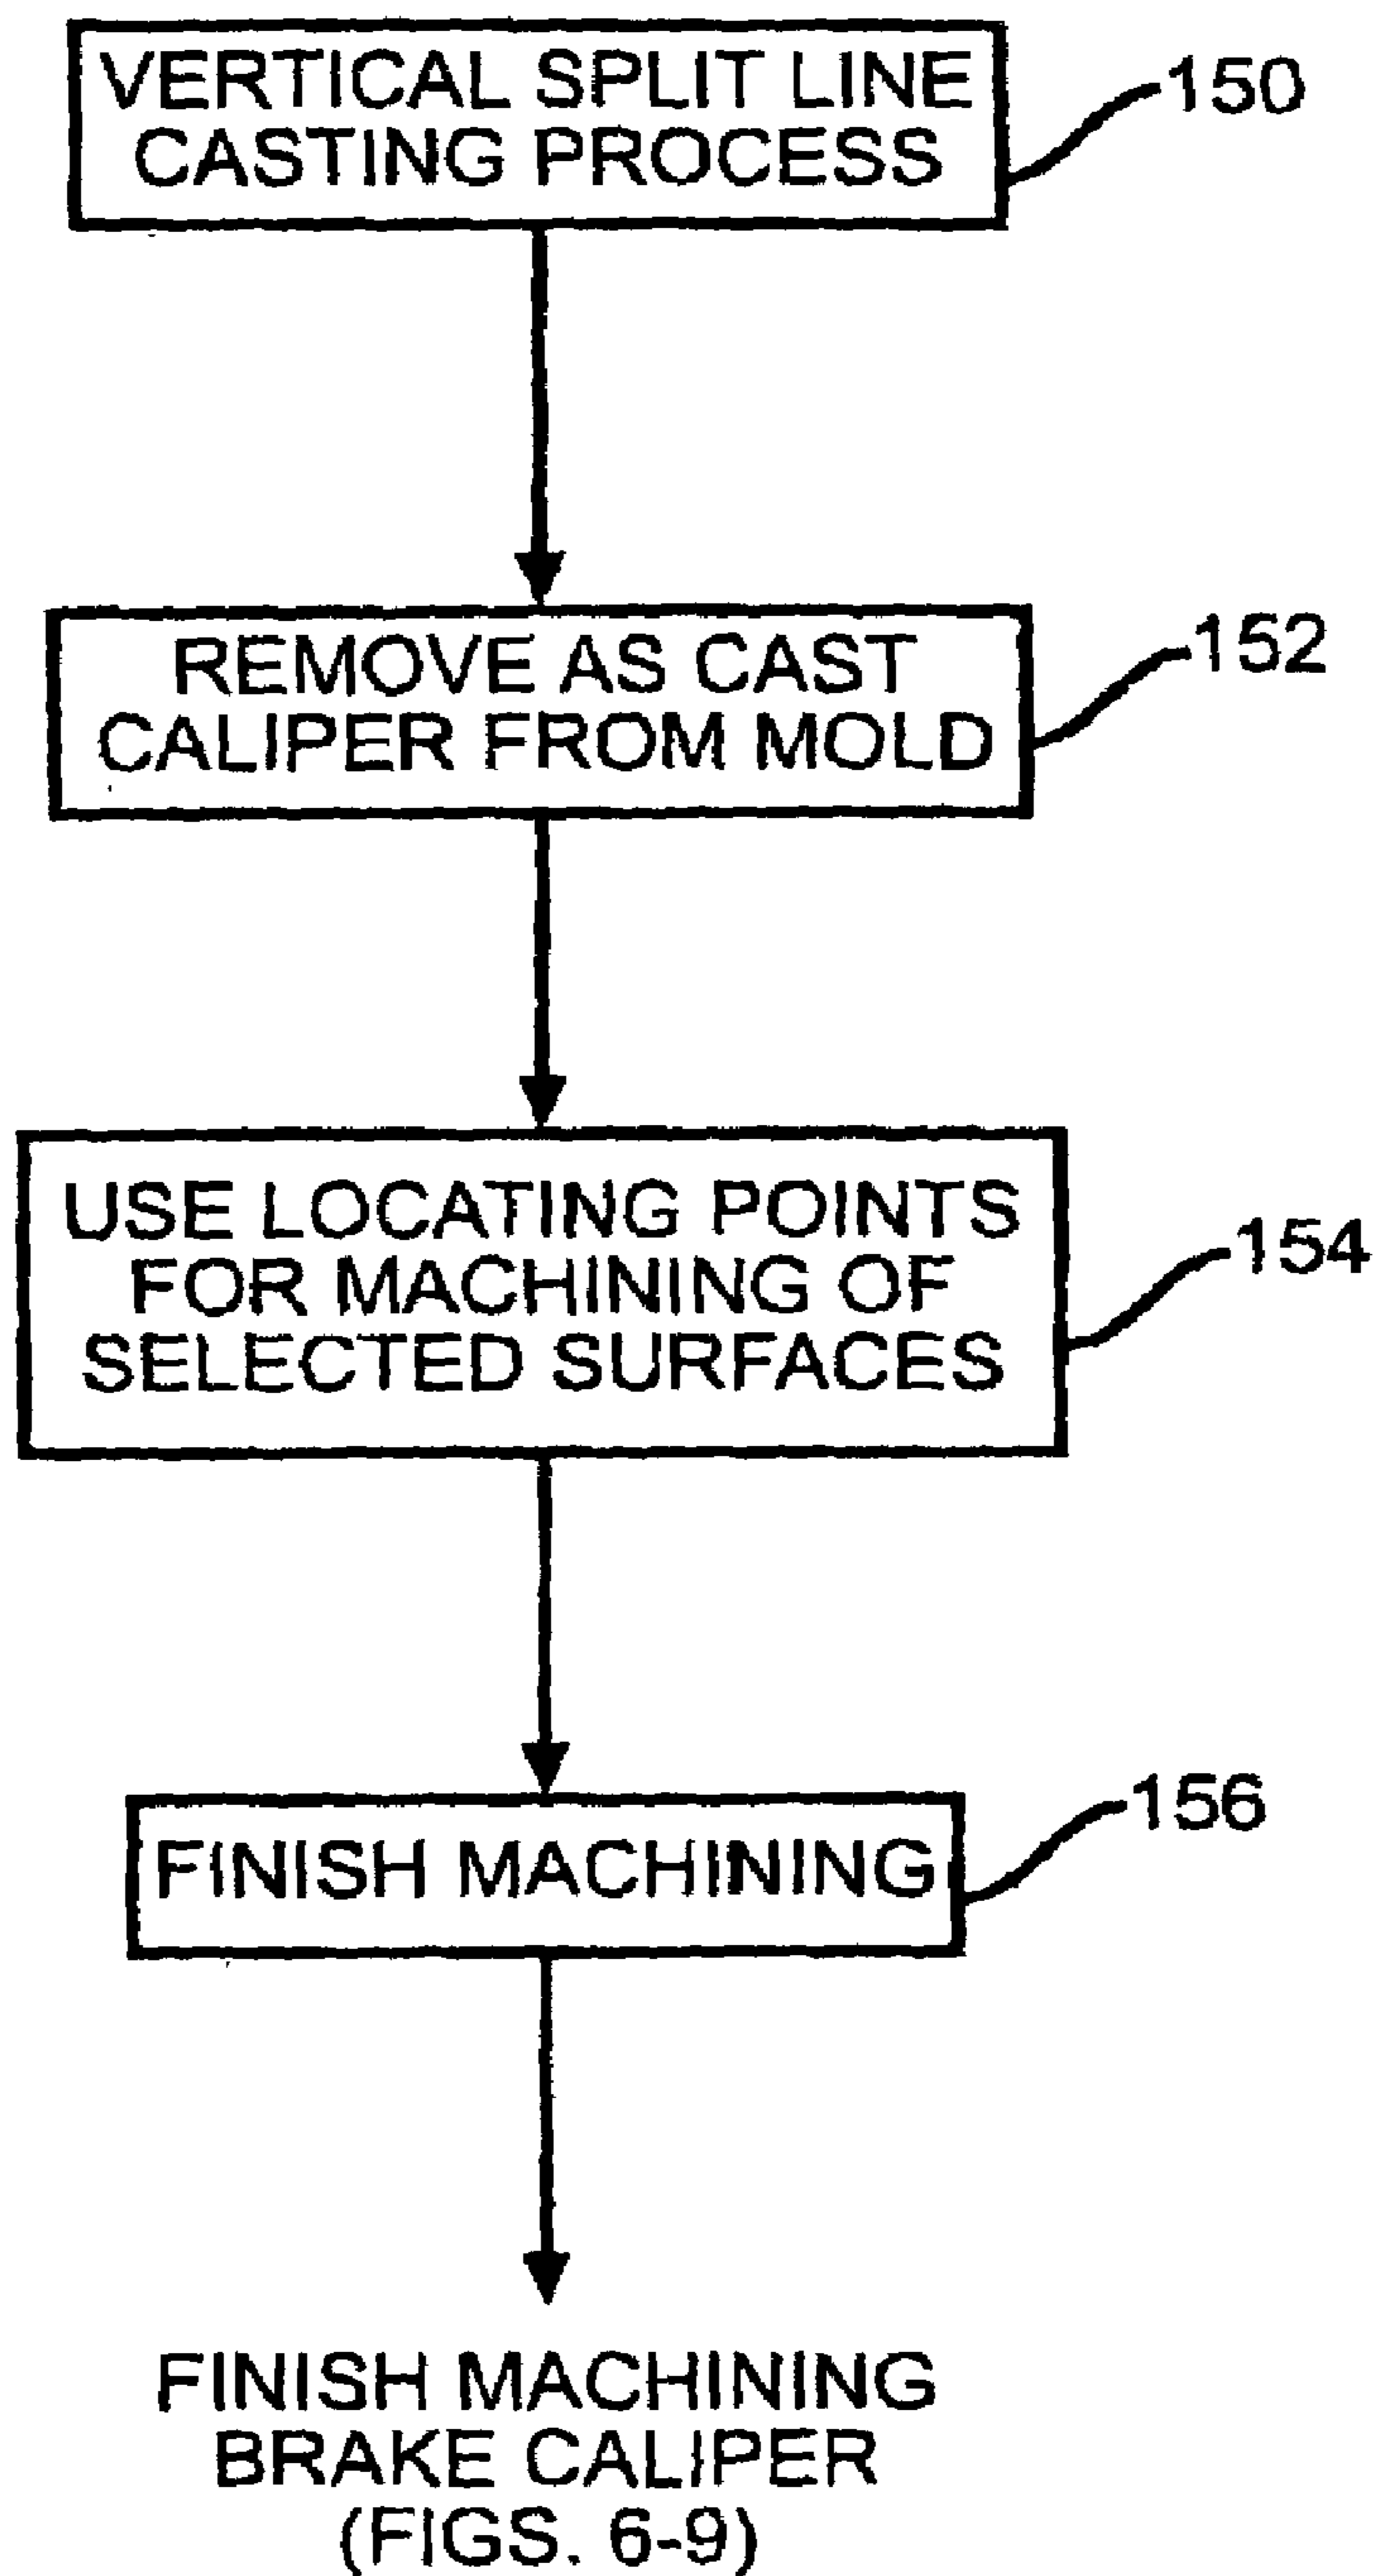 VERTICAL SPLIT LINE
CASTING PROCESS
150
REMOVE AS CAST
CALIPER FROM MOLD
152
USE LOCATING POINTS
FOR MACHINING OF
SELECTED SURFACES
154
FINISH MACHINING
156
FINISH MACHINING
BRAKE CALIPER
(FIGS. 6-9)